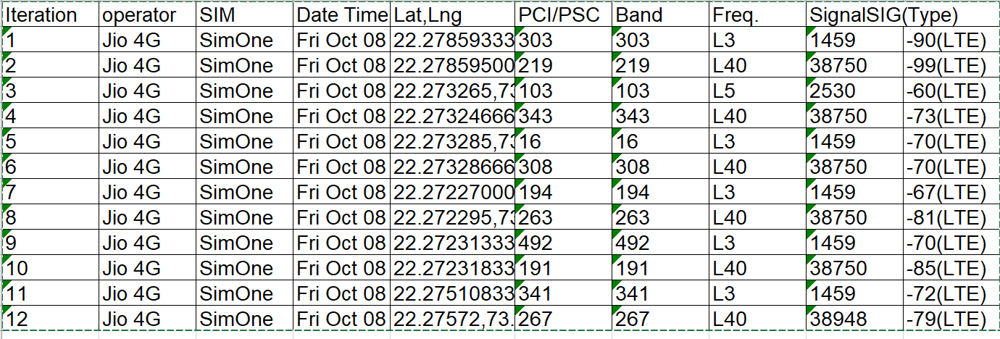 Iteration operator SIM Date Time Lat,Lng PCI/PSC Band Freq. SignalSIG(Type)
1 Jio 4G SimOne Fri Oct 08 22.27859333 303 303 L3 1459 -90(LTE)
2 Jio 4G SimOne Fri Oct 08 22.27859500 219 219 L40 38750 -99(LTE)
3 Jio 4G SimOne Fri Oct 08 22.273265,73 103 103 L5 2530 -60(LTE)
4 Jio 4G SimOne Fri Oct 08 22.27324666 343 343 L40 38750 -73(LTE)
5 Jio 4G SimOne Fri Oct 08 22.273285,73 16 16 L3 1459 -70(LTE)
6 Jio 4G SimOne Fri Oct 08 22.27328666 308 308 L40 38750 -70(LTE)
7 Jio 4G SimOne Fri Oct 08 22.27227000 194 194 L3 1459 -67(LTE)
8 Jio 4G SimOne Fri Oct 08 22.272295,73 263 263 L40 38750 -81(LTE)
9 Jio 4G SimOne Fri Oct 08 22.27231333 492 492 L3 1459 -70(LTE)
10 Jio 4G SimOne Fri Oct 08 22.27231833 191 191 L40 38750 -85(LTE)
11 Jio 4G SimOne Fri Oct 08 22.27510833 341 341 L3 1459 -72(LTE)
12 Jio 4G SimOne Fri Oct 08 22.27572,73. 267 267 L40 38948 -79(LTE)